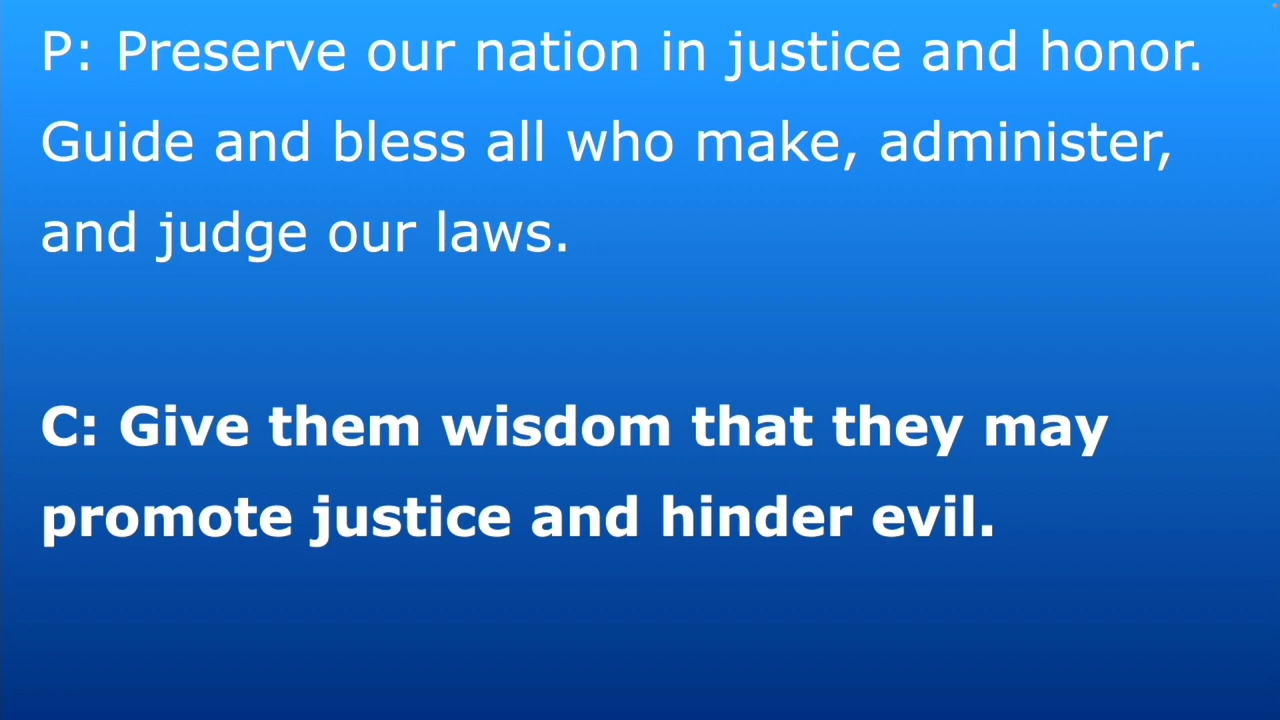 P: Preserve our nation in justice and honor.
Guide and bless all who make, administer,
and judge our laws.
C: Give them wisdom that they may
promote justice and hinder evil.